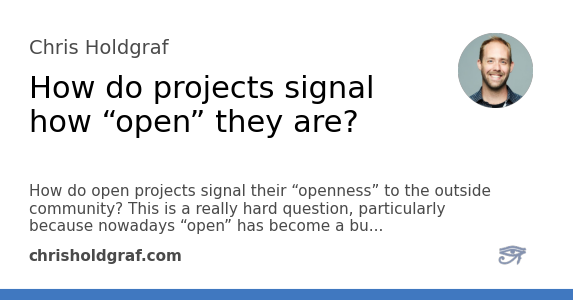 Chris Holdgraf
How do projects signal
how “open” they are?
How do open projects signal their “openness” to the outside
community? This is a really hard question, particularly
because nowadays “open” has become a bu...
chrisholdgraf.com